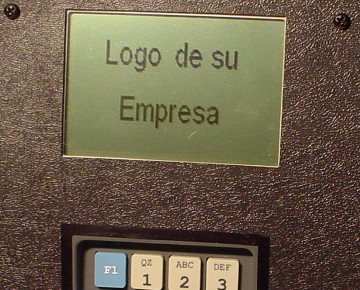 Logo de su
Empresa
F1 QZ ABC DEF
1 2 3